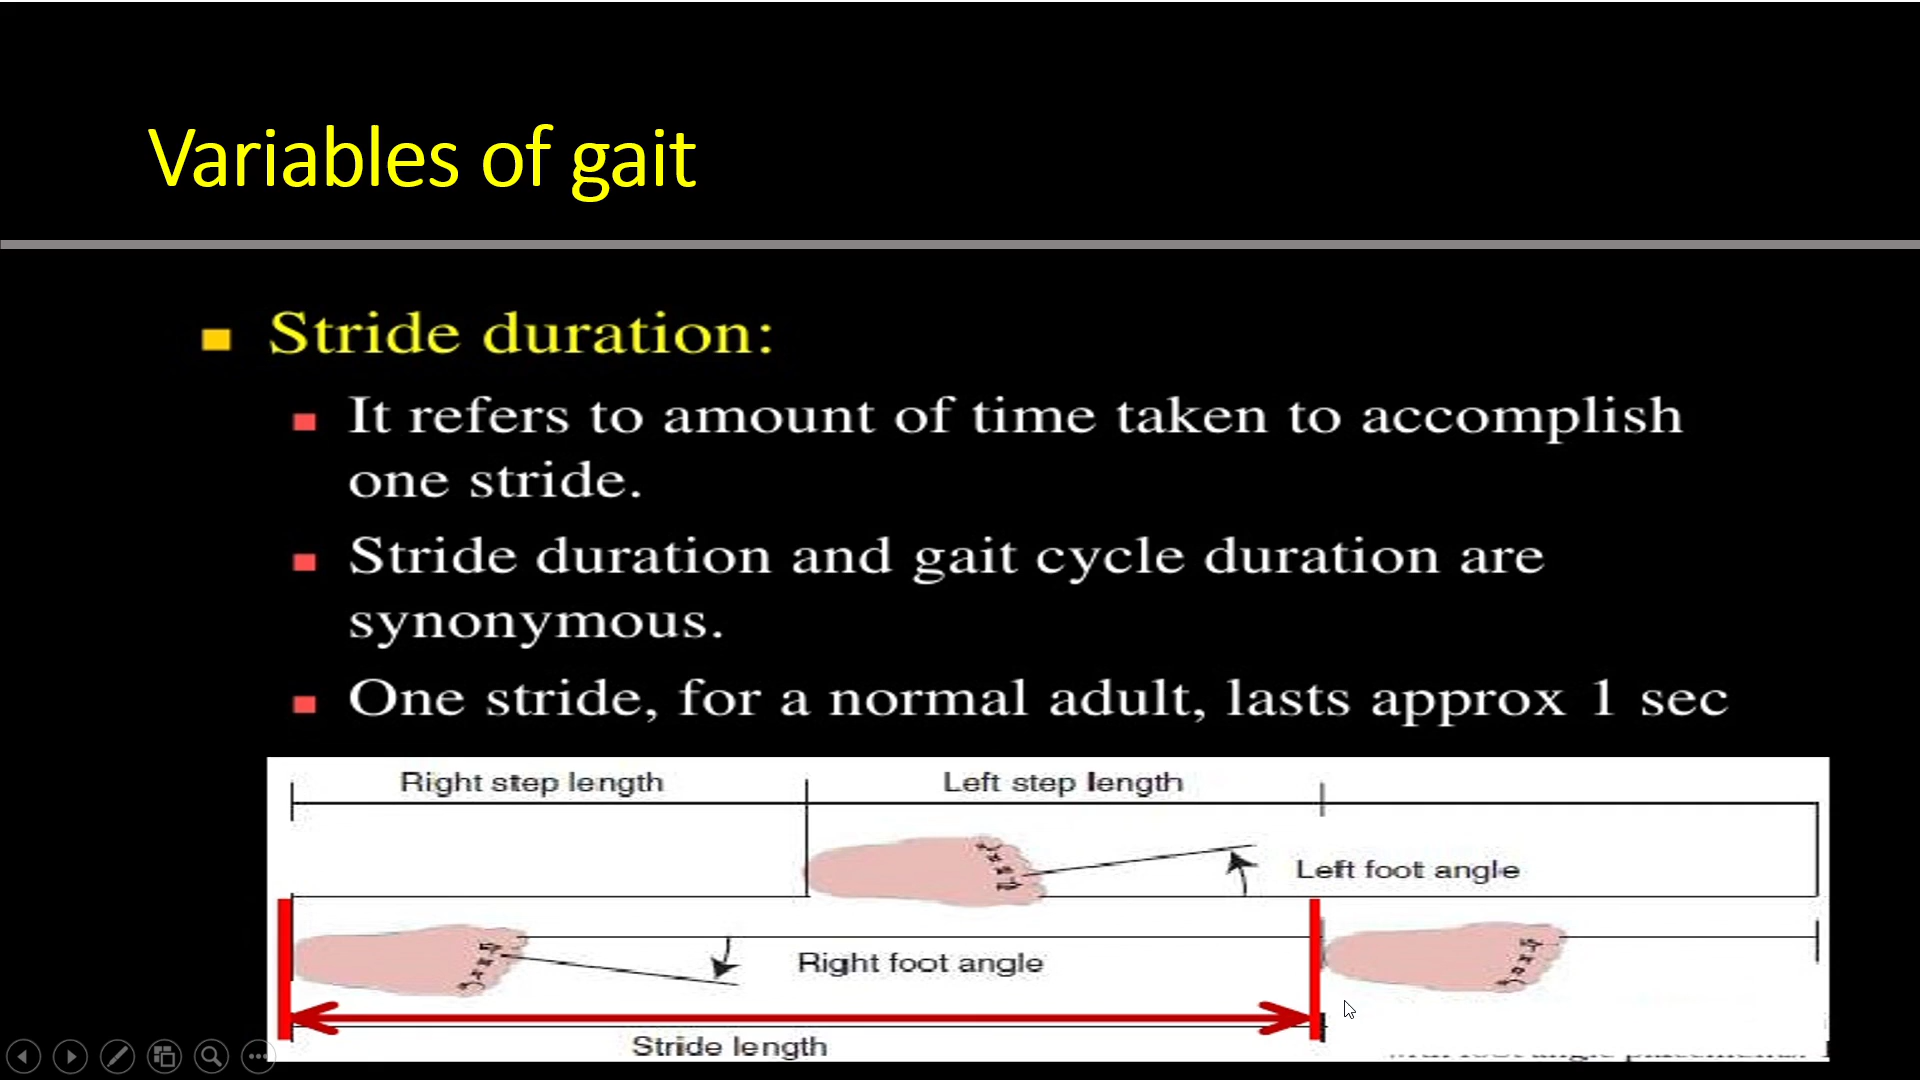 Variables of gait
Stride duration:
It refers to amount of time taken to accomplish
one stride.
Stride duration and gait cycle duration are
synonymous.
One stride, for a normal adult, lasts approx 1 sec
Right step length
Left step length
Left foot angle
Right foot angle
Stride length